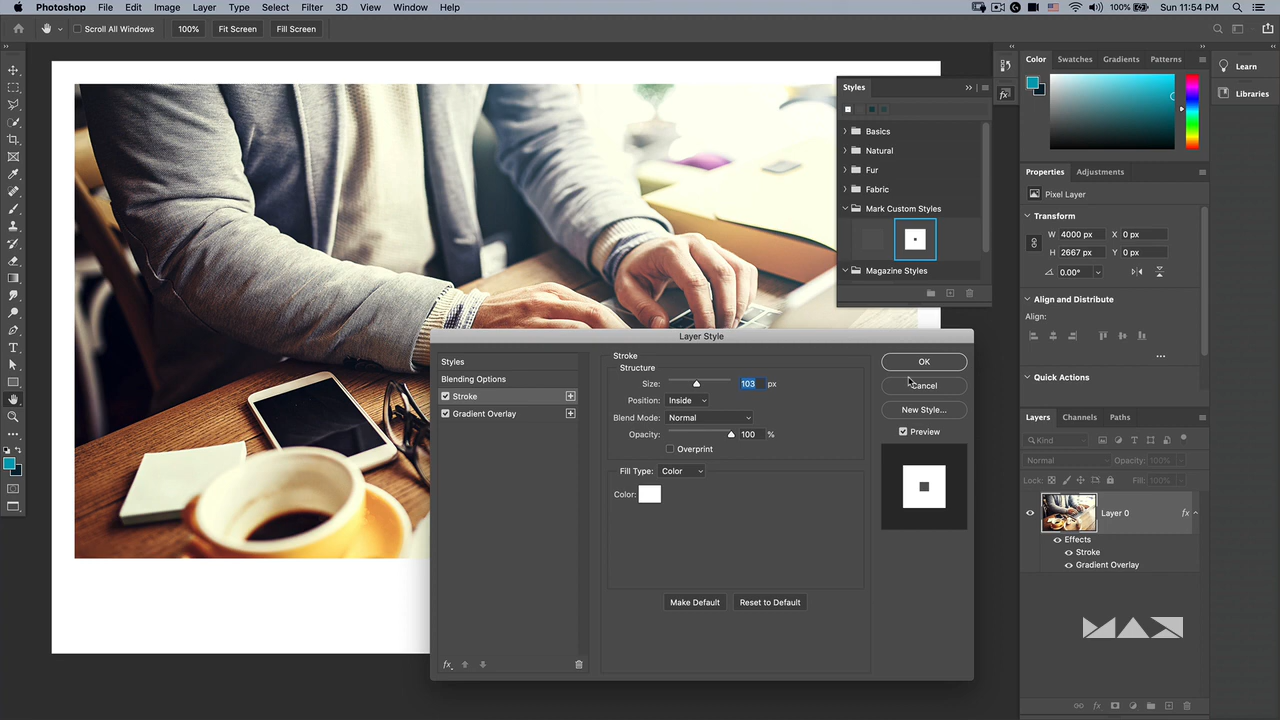 Photoshop File Edit Image Layer Type Select Filter 3D View Window Help 100% Sun 11:54 PM
Scroll All Windows 100% Fit Screen Fill Screen
Color Swatches Gradients Patterns
Learn
Libraries
Styles
Basics
Natural
Fur
Fabric
Mark Custom Styles
Magazine Styles
Properties Adjustments
Pixel Layer
Transform
W 4000 px X 0 px
H 2667 px Y 0 px
0.00°
Align and Distribute
Align:
Quick Actions
Layer Style
Styles
Blending Options
Stroke
Gradient Overlay
fx
Stroke
Structure
Size: 103 px
Position: Inside
Blend Mode: Normal
Opacity: 100 %
Overprint
Fill Type: Color
Color:
Make Default Reset to Default
OK
Cancel
New Style...
Preview
Layers Channels Paths
Kind
Normal Opacity: 100%
Lock: Fill: 100%
Layer 0 fx
Effects
Stroke
Gradient Overlay
MAX
fx